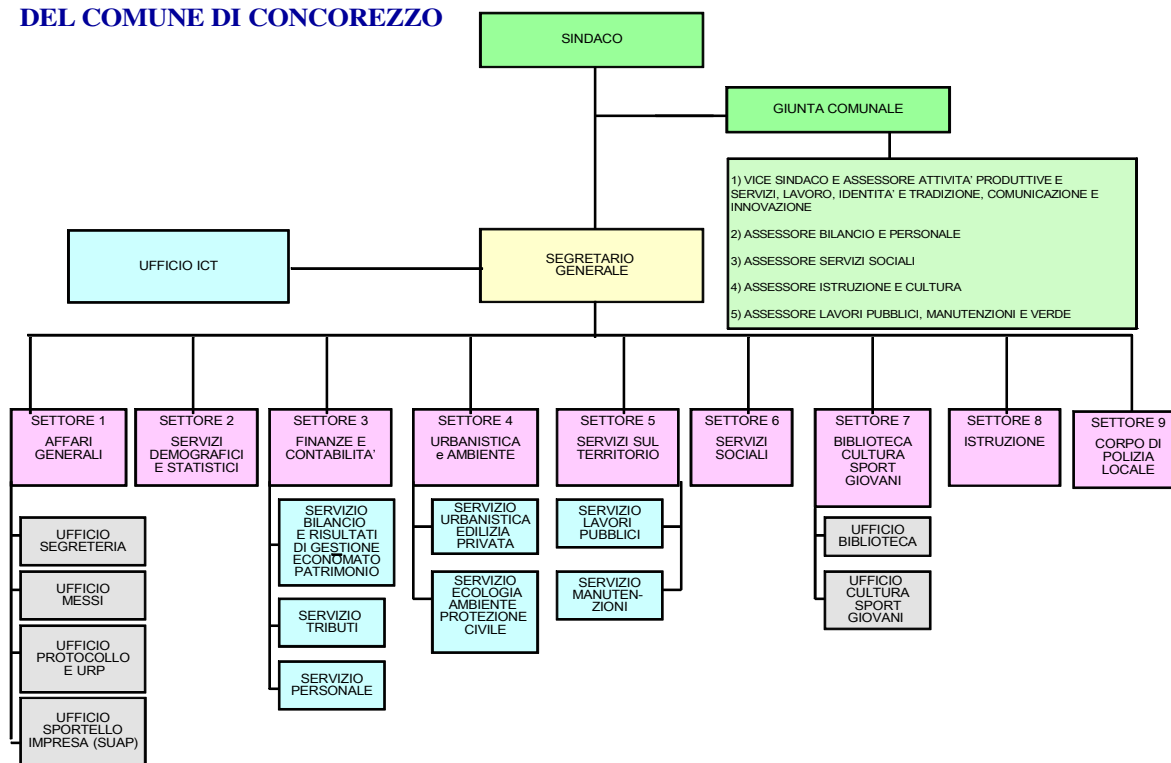 DEL COMUNE DI CONCOREZZO
SINDACO
GIUNTA COMUNALE
1) VICE SINDACO E ASSESSORE ATTIVITA' PRODUTTIVE E
SERVIZI, LAVORO, IDENTITA' E TRADIZIONE, COMUNICAZIONE E
INNOVAZIONE
2) ASSESSORE BILANCIO E PERSONALE
3) ASSESSORE SERVIZI SOCIALI
4) ASSESSORE ISTRUZIONE E CULTURA
5) ASSESSORE LAVORI PUBBLICI, MANUTENZIONI E VERDE
UFFICIO ICT
SEGRETARIO
GENERALE
SETTORE 1
AFFARI
GENERALI
UFFICIO
SEGRETERIA
UFFICIO
MESSI
UFFICIO
PROTOCOLLO
E URP
UFFICIO
SPORTELLO
IMPRESA (SUAP)
SETTORE 2
SERVIZI
DEMOGRAFICI
E STATISTICI
SETTORE 3
FINANZE E
CONTABILITA'
SERVIZIO
BILANCIO
E RISULTATI
DI GESTIONE
ECONOMATO
PATRIMONIO
SERVIZIO
TRIBUTI
SERVIZIO
PERSONALE
SETTORE 4
URBANISTICA
e AMBIENTE
SERVIZIO
URBANISTICA
EDILIZIA
PRIVATA
SERVIZIO
ECOLOGIA
AMBIENTE
PROTEZIONE
CIVILE
SETTORE 5
SERVIZI SUL
TERRITORIO
SERVIZIO
LAVORI
PUBBLICI
SERVIZIO
MANUTEN-
ZIONI
SETTORE 6
SERVIZI
SOCIALI
SETTORE 7
BIBLIOTECA
CULTURA
SPORT
GIOVANI
UFFICIO
BIBLIOTECA
UFFICIO
CULTURA
SPORT
GIOVANI
SETTORE 8
ISTRUZIONE
SETTORE 9
CORPO DI
POLIZIA
LOCALE